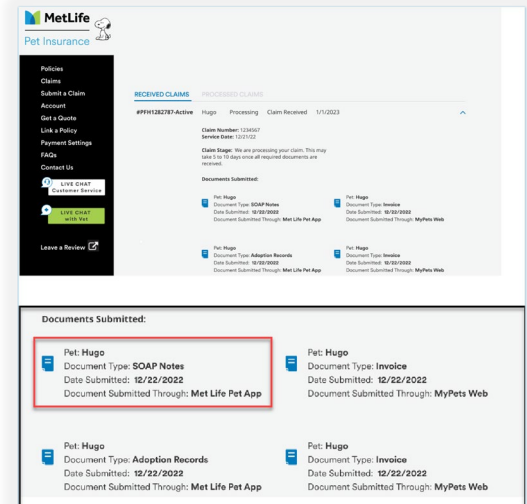 MetLife
Pet Insurance
Policies
Claims
Submit a Claim
Account
Get a Quote
Link a Policy
Payment Settings
FAQs
Contact Us
LIVE CHAT
Customer Service
LIVE CHAT
with Vet
Leave a Review
RECEIVED CLAIMS PROCESSED CLAIMS
#PFH1282787-Active Hugo Processing Claim Received 1/1/2023
Claim Number: 1234567
Service Date: 12/21/22
Claim Stage: We are processing your claim. This may
take 5 to 10 days once all required documents are
received.
Documents Submitted:
Pet: Hugo
Document Type: SOAP Notes
Date Submitted: 12/22/2022
Document Submitted Through: Met Life Pet App
Pet: Hugo
Document Type: Invoice
Date Submitted: 12/22/2022
Document Submitted Through: MyPets Web
Pet: Hugo
Document Type: Adoption Records
Date Submitted: 12/22/2022
Document Submitted Through: Met Life Pet App
Pet: Hugo
Document Type: Invoice
Date Submitted: 12/22/2022
Document Submitted Through: MyPets Web
Documents Submitted:
Pet: Hugo
Document Type: SOAP Notes
Date Submitted: 12/22/2022
Document Submitted Through: Met Life Pet App
Pet: Hugo
Document Type: Invoice
Date Submitted: 12/22/2022
Document Submitted Through: MyPets Web
Pet: Hugo
Document Type: Adoption Records
Date Submitted: 12/22/2022
Document Submitted Through: Met Life Pet App
Pet: Hugo
Document Type: Invoice
Date Submitted: 12/22/2022
Document Submitted Through: MyPets Web